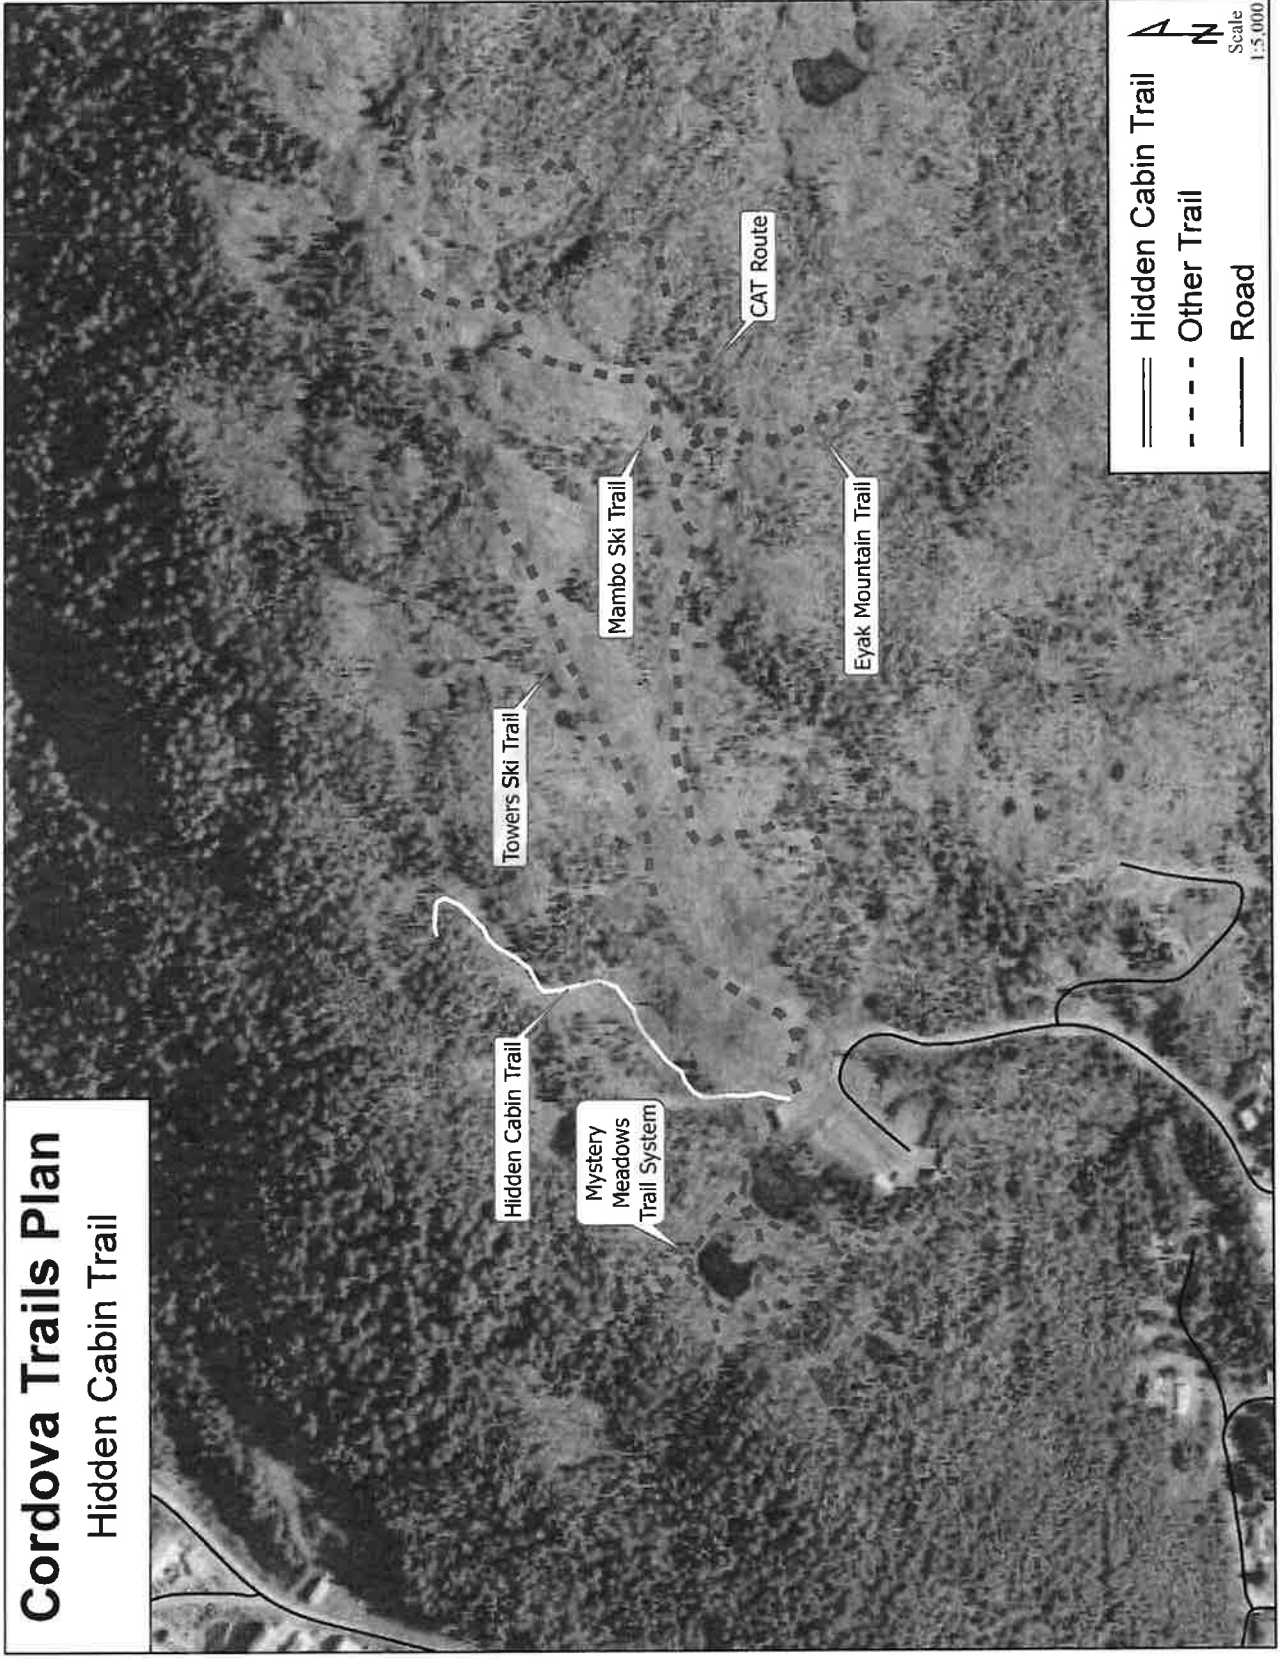 Cordova Trails Plan
Hidden Cabin Trail
Hidden Cabin Trail
Mystery
Meadows
Trail System
Towers Ski Trail
Mambo Ski Trail
Eyak Mountain Trail
CAT Route
Hidden Cabin Trail
Other Trail
Road
N
Scale
1:5,000